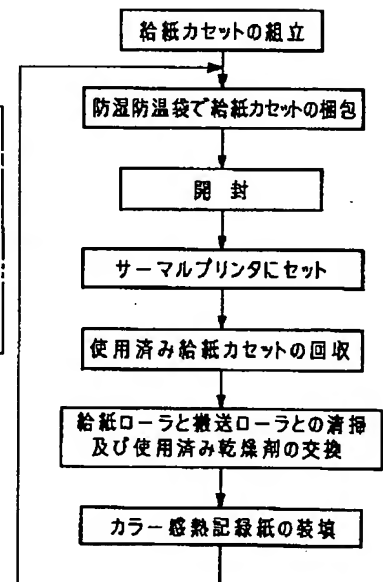 給紙カセットの組立
防湿防温袋で給紙カセットの梱包
開 封
サーマルプリンタにセット
使用済み給紙カセットの回収
給紙ローラと搬送ローラとの清掃
及び使用済み乾燥剤の交換
カラー感熱記録紙の装填